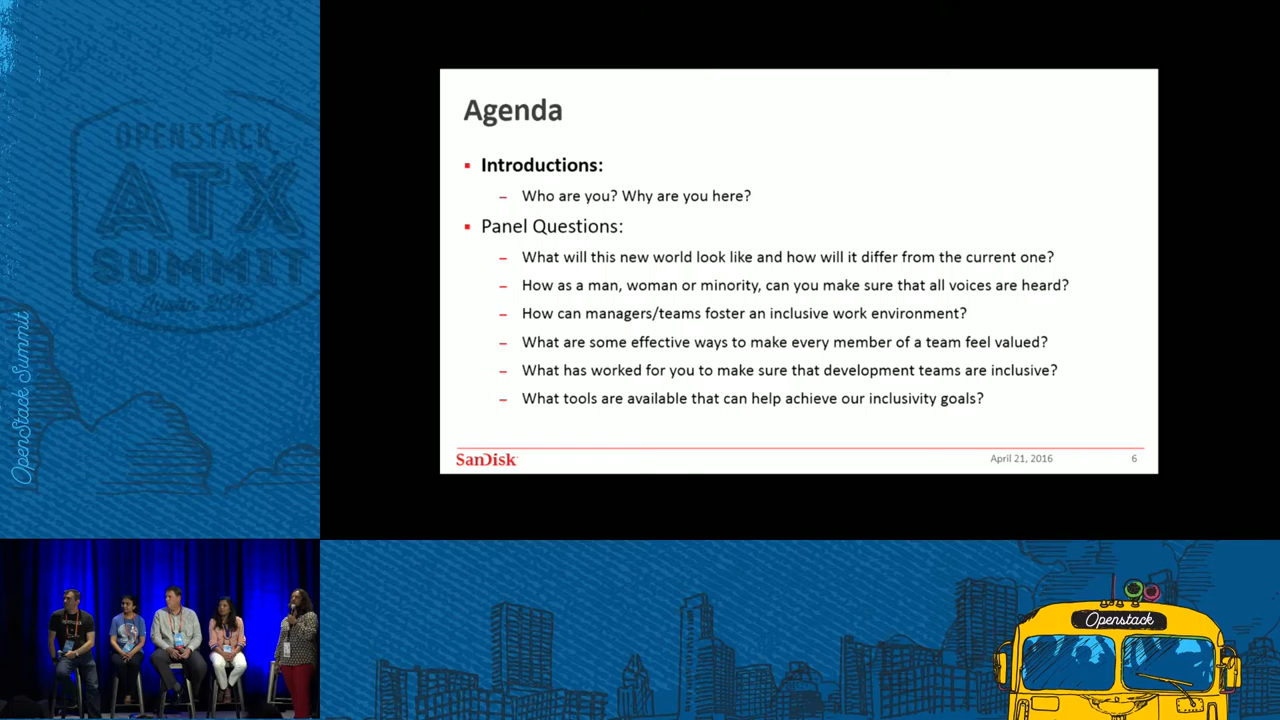 OPENSTACK
ATX
SUMMIT
OpenStack Summit
Agenda
▪ Introductions:
– Who are you? Why are you here?
▪ Panel Questions:
– What will this new world look like and how will it differ from the current one?
– How as a man, woman or minority, can you make sure that all voices are heard?
– How can managers/teams foster an inclusive work environment?
– What are some effective ways to make every member of a team feel valued?
– What has worked for you to make sure that development teams are inclusive?
– What tools are available that can help achieve our inclusivity goals?
SanDisk
April 21, 2016
6
Openstack